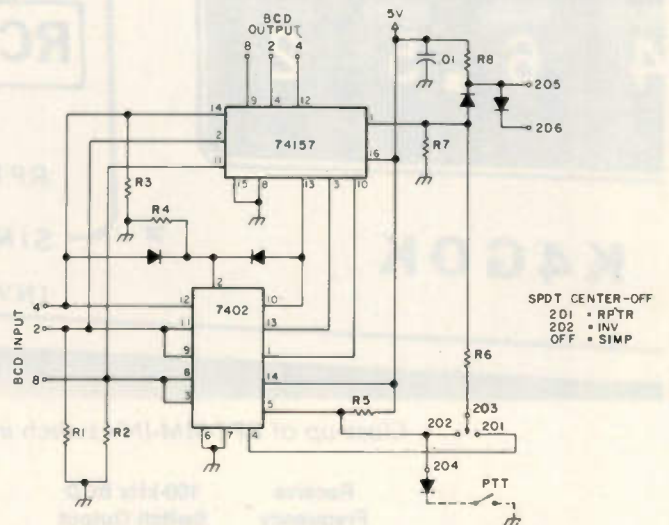 BCD
OUTPUT
8 2 4
5V
01
R8
205
206
14 9 4 12
74157
1
2
11
16
15 8 13 3 10
R7
R3
R4
2
4
12 7402 10
BCD INPUT
2
11 13
9 1
8
8 14
3 5
R5
R1 R2
6 7 4
R6
SPDT CENTER-OFF
201 = RPTR
202 = INV
OFF = SIMP
203
202 201
204
PTT
RC
K4GOK